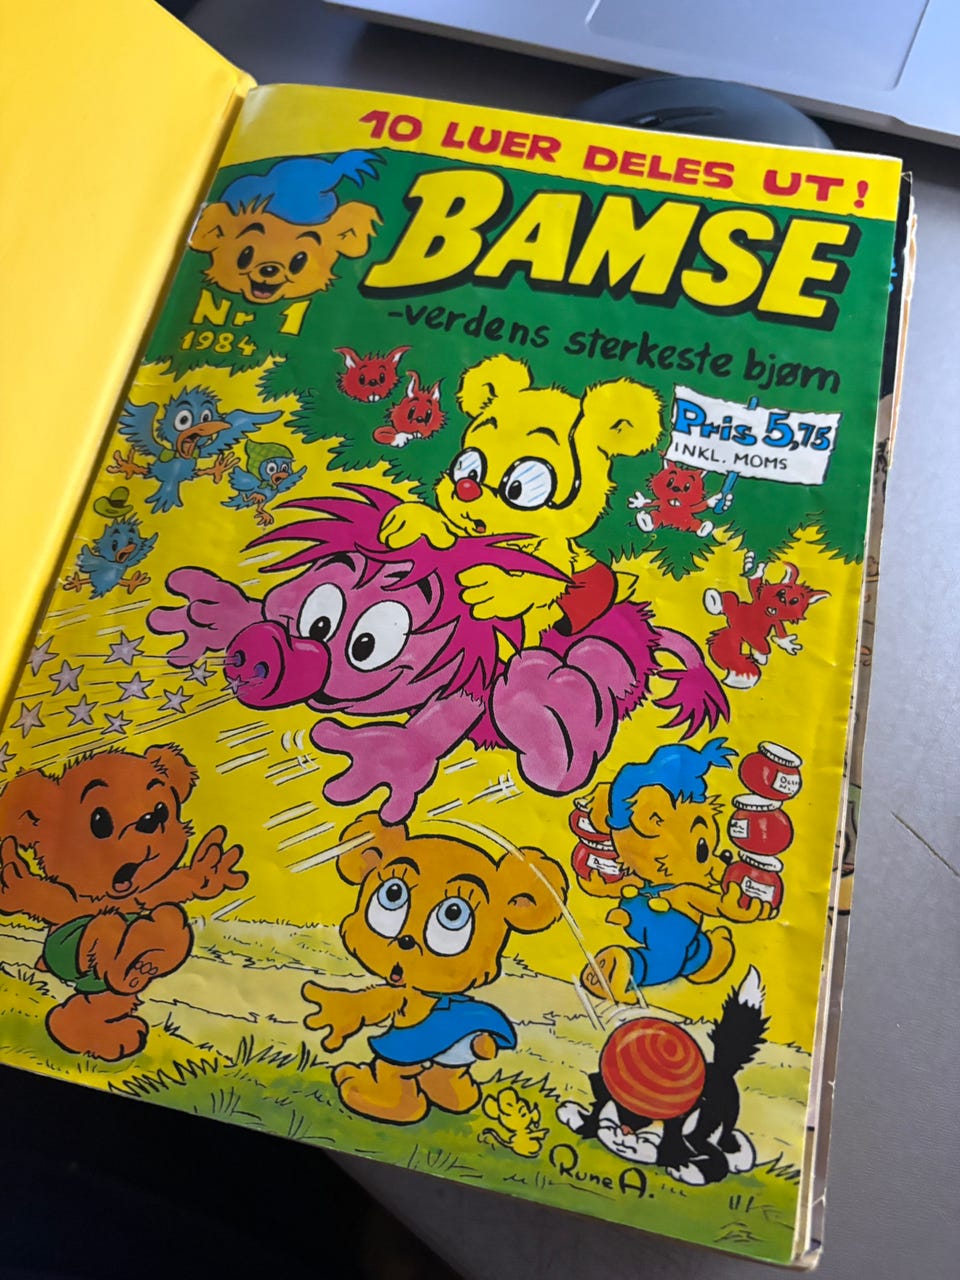 10 LUER DELES UT!
BAMSE
-verdens sterkeste bjørn
Nr 1
1984
Pris 5,75
INKL. MOMS
Rune A.